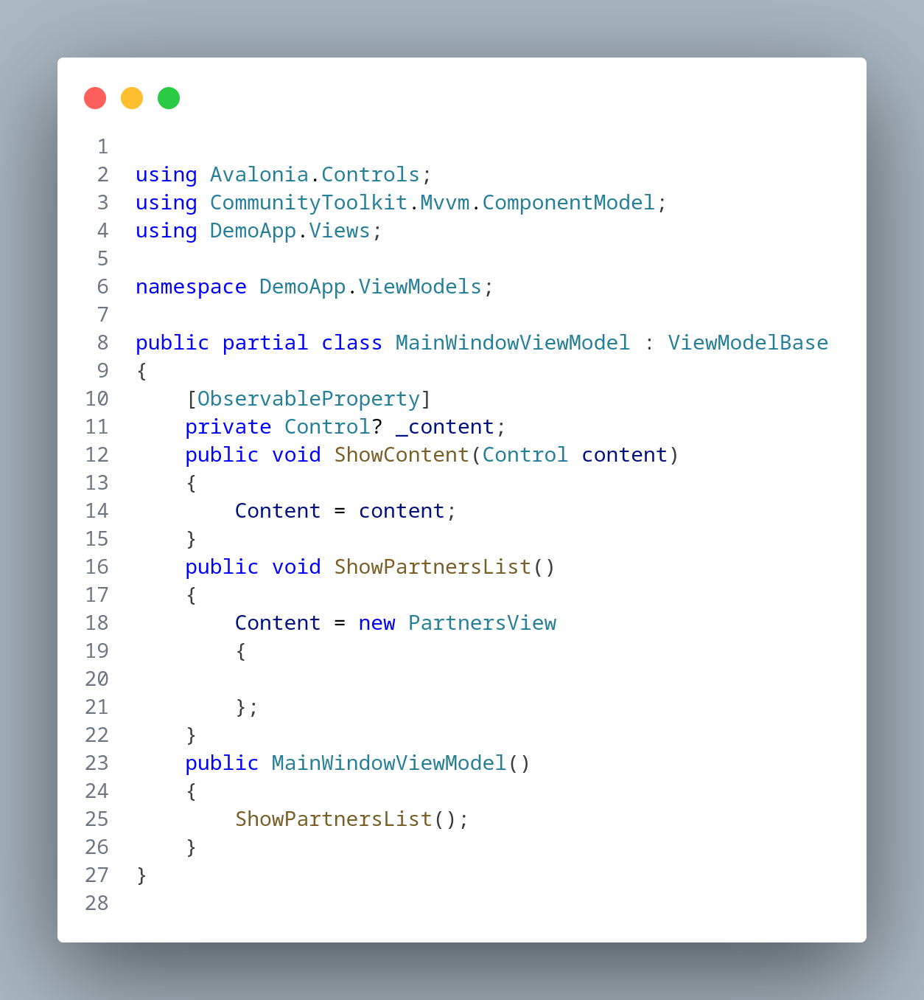 1
2 using Avalonia.Controls;
3 using CommunityToolkit.Mvvm.ComponentModel;
4 using DemoApp.Views;
5
6 namespace DemoApp.ViewModels;
7
8 public partial class MainWindowViewModel : ViewModelBase
9 {
10     [ObservableProperty]
11     private Control? _content;
12     public void ShowContent(Control content)
13     {
14         Content = content;
15     }
16     public void ShowPartnersList()
17     {
18         Content = new PartnersView
19         {
20
21         };
22     }
23     public MainWindowViewModel()
24     {
25         ShowPartnersList();
26     }
27 }
28